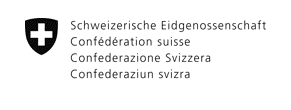 Schweizerische Eidgenossenschaft
Confédération suisse
Confederazione Svizzera
Confederaziun svizra